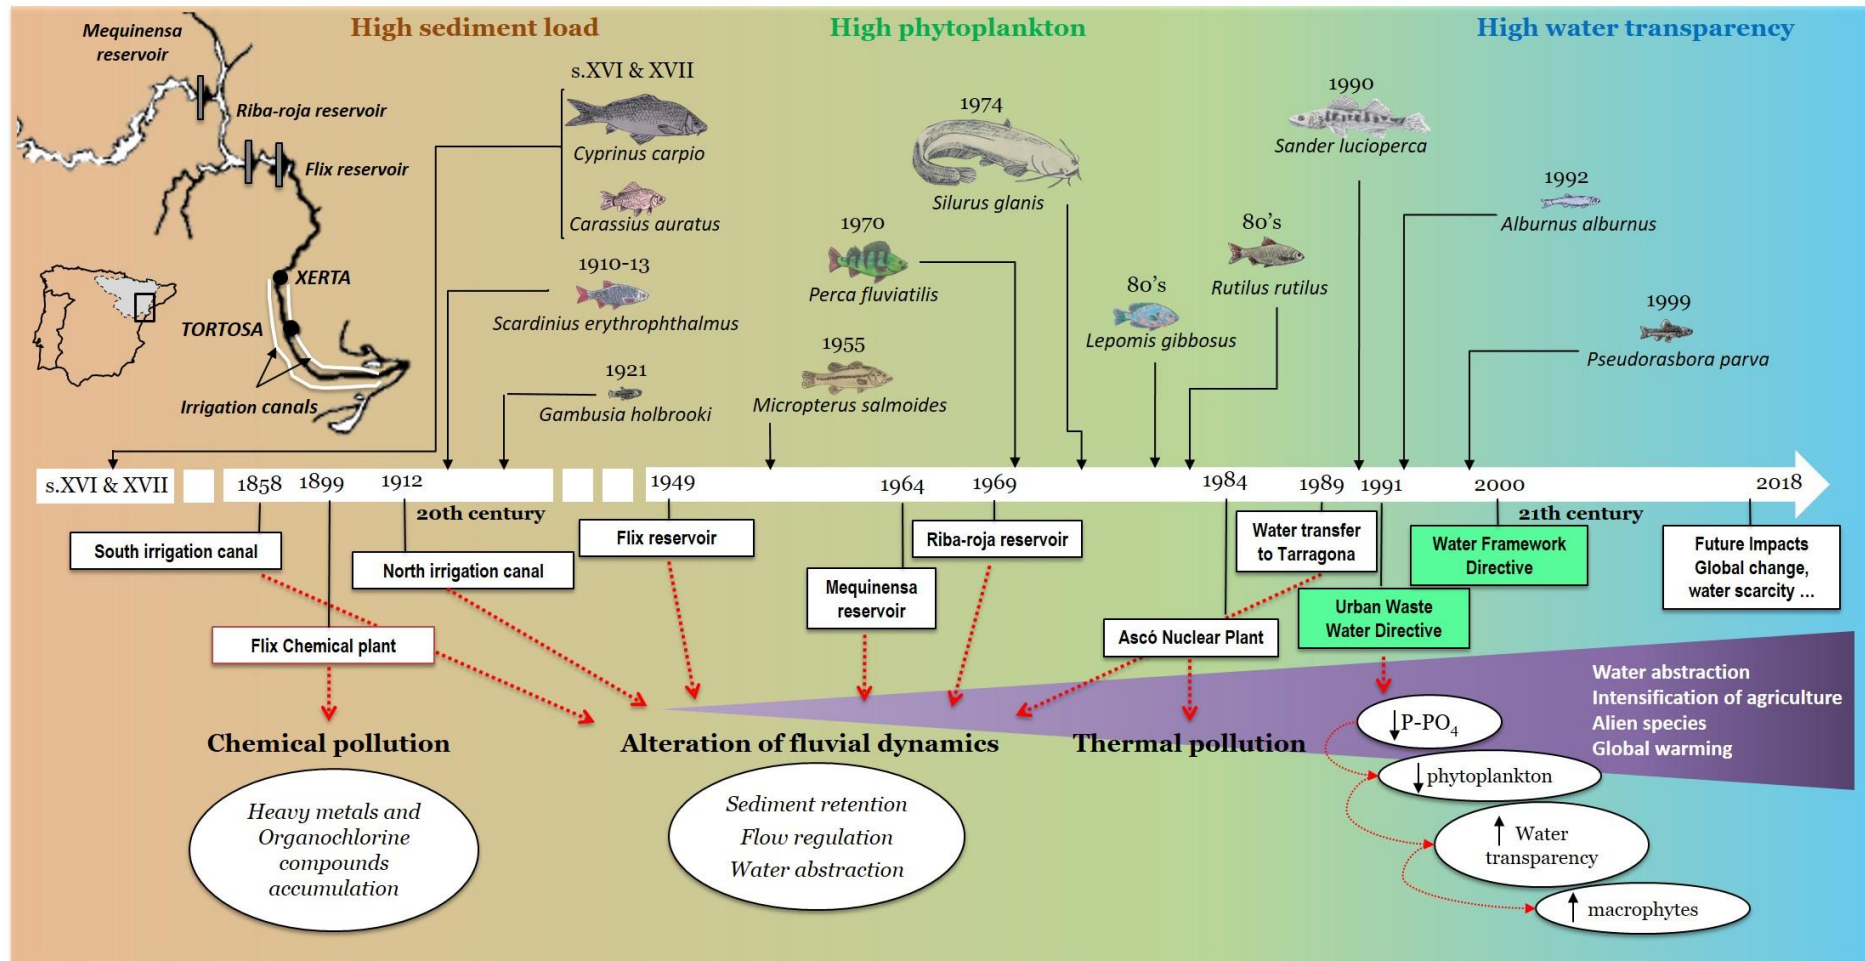 High sediment load
High phytoplankton
High water transparency
Mequinensa
reservoir
Riba-roja reservoir
Flix reservoir
XERTA
TORTOSA
Irrigation canals
s.XVI & XVII
Cyprinus carpio
Carassius auratus
1910-13
Scardinius erythrophthalmus
1921
Gambusia holbrooki
1974
Silurus glanis
1970
Perca fluviatilis
1955
Micropterus salmoides
1990
Sander lucioperca
80's
Rutilus rutilus
80's
Lepomis gibbosus
1992
Alburnus alburnus
1999
Pseudorasbora parva
s.XVI & XVII
1858
1899
1912
1949
1964
1969
1984
1989
1991
2000
2018
20th century
21th century
South irrigation canal
North irrigation canal
Flix reservoir
Riba-roja reservoir
Water transfer
to Tarragona
Water Framework
Directive
Future Impacts
Global change,
water scarcity ...
Mequinensa
reservoir
Flix Chemical plant
Ascó Nuclear Plant
Urban Waste
Water Directive
Water abstraction
Intensification of agriculture
Alien species
Global warming
Chemical pollution
Alteration of fluvial dynamics
Thermal pollution
Heavy metals and
Organochlorine
compounds
accumulation
Sediment retention
Flow regulation
Water abstraction
↓P-PO4
↓ phytoplankton
↑ Water
transparency
↑ macrophytes